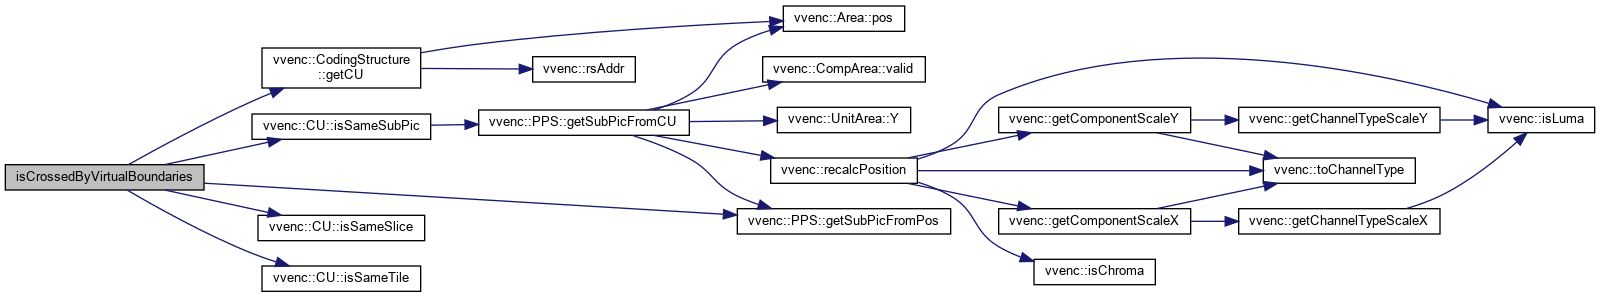 isCrossedByVirtualBoundaries
vvenc::CodingStructure
::getCU
vvenc::CU::isSameSubPic
vvenc::CU::isSameSlice
vvenc::CU::isSameTile
vvenc::rsAddr
vvenc::PPS::getSubPicFromCU
vvenc::Area::pos
vvenc::CompArea::valid
vvenc::UnitArea::Y
vvenc::recalcPosition
vvenc::PPS::getSubPicFromPos
vvenc::getComponentScaleY
vvenc::getComponentScaleX
vvenc::isChroma
vvenc::getChannelTypeScaleY
vvenc::toChannelType
vvenc::getChannelTypeScaleX
vvenc::isLuma